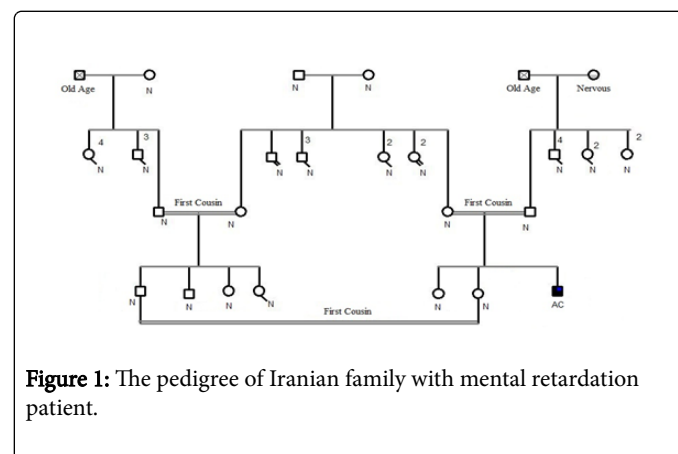 Old Age N N N Old Age Nervous
4 3 3 2 2 4 2 2
N N N N N N N N N
First Cousin First Cousin
N N N N
N N N N N N AC
First Cousin
Figure 1: The pedigree of Iranian family with mental retardation
patient.